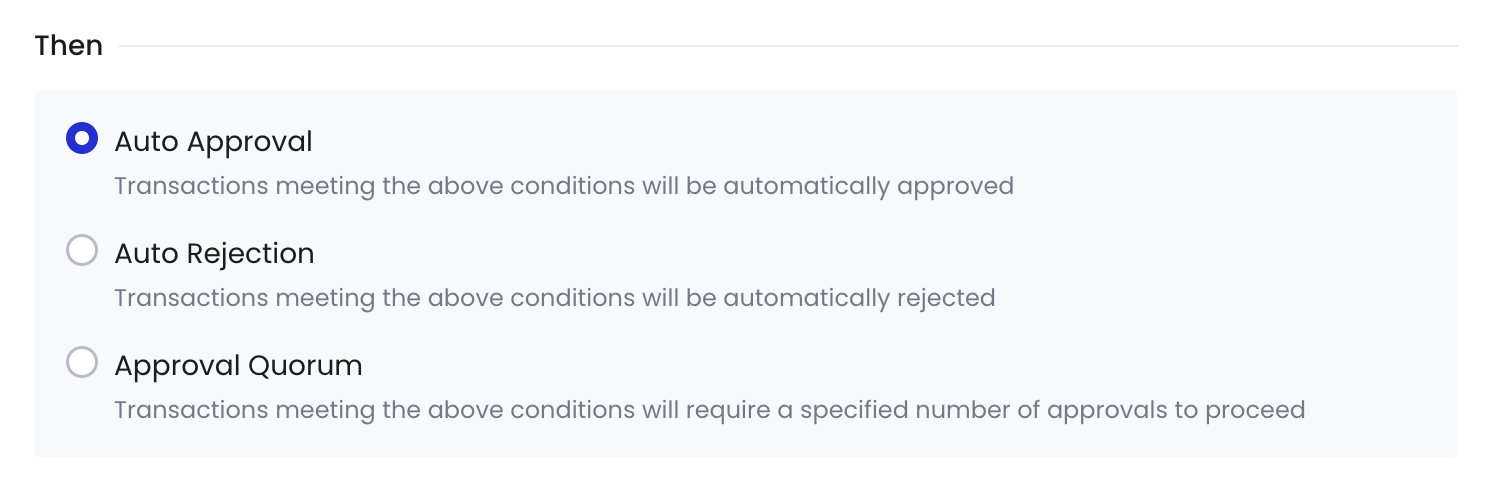 Then
Auto Approval
Transactions meeting the above conditions will be automatically approved
Auto Rejection
Transactions meeting the above conditions will be automatically rejected
Approval Quorum
Transactions meeting the above conditions will require a specified number of approvals to proceed